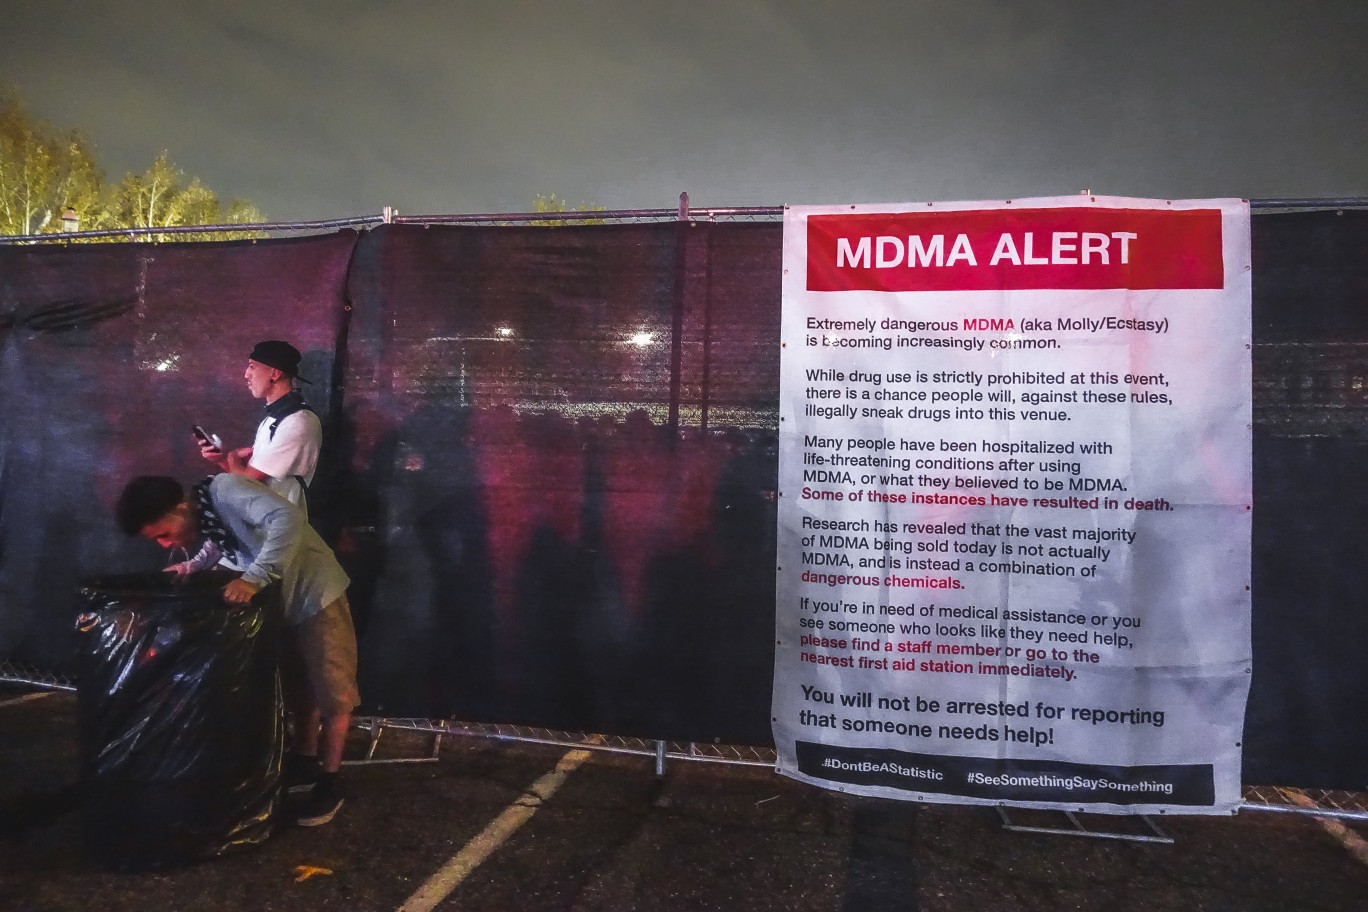 MDMA ALERT
Extremely dangerous MDMA (aka Molly/Ecstasy)
is becoming increasingly common.
While drug use is strictly prohibited at this event,
there is a chance people will, against these rules,
illegally sneak drugs into this venue.
Many people have been hospitalized with
life-threatening conditions after using
MDMA, or what they believed to be MDMA.
Some of these instances have resulted in death.
Research has revealed that the vast majority
of MDMA being sold today is not actually
MDMA, and is instead a combination of
dangerous chemicals.
If you're in need of medical assistance or you
see someone who looks like they need help,
please find a staff member or go to the
nearest first aid station immediately.
You will not be arrested for reporting
that someone needs help!
#DontBeAStatistic #SeeSomethingSaySomething